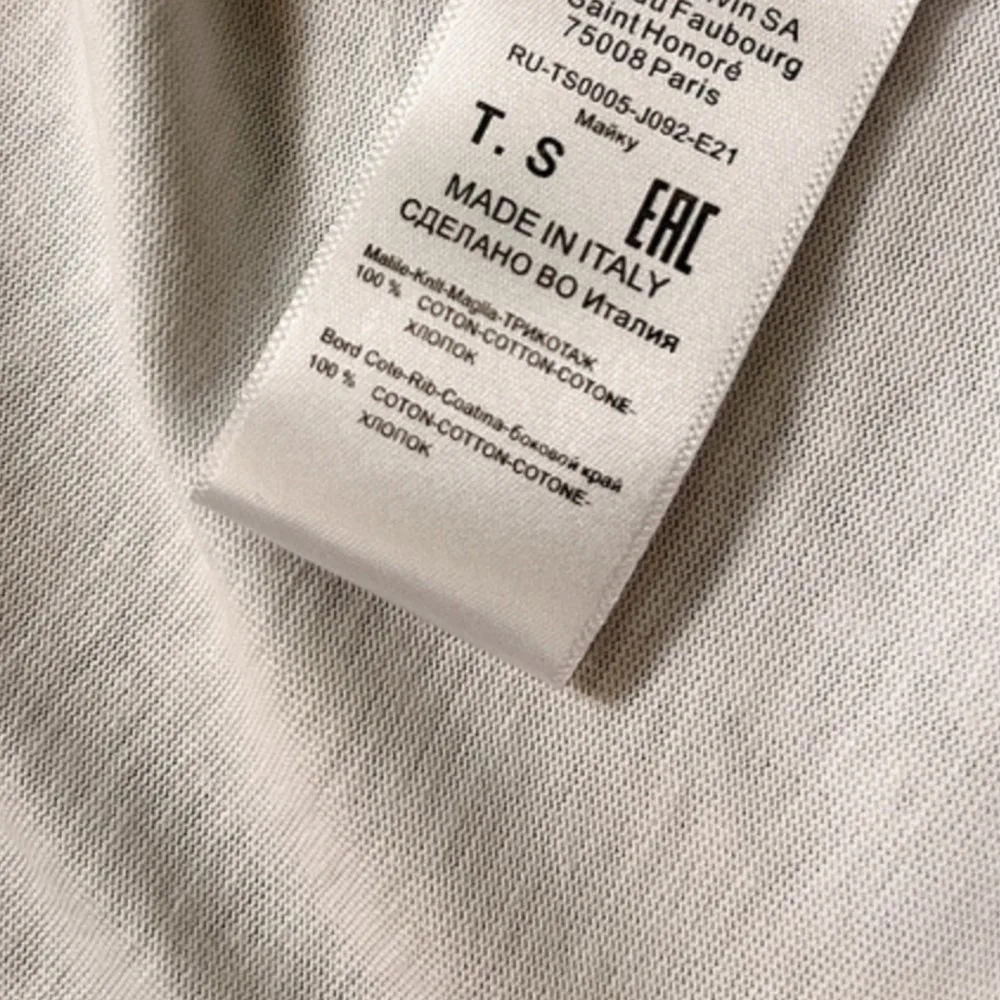 vin SA
u Faubourg
Saint Honoré
75008 Paris
RU-TS0005-J092-E21
Майку
T. S
EAC
MADE IN ITALY
СДЕЛАНО ВО Италия
Maille-Knit-Maglia-ТРИКОТАЖ
100 % COTON-COTTON-COTONE-
ХЛОПОК
Bord Cote-Rib-Coatina-боковой край
100 % COTON-COTTON-COTONE-
ХЛОПОК